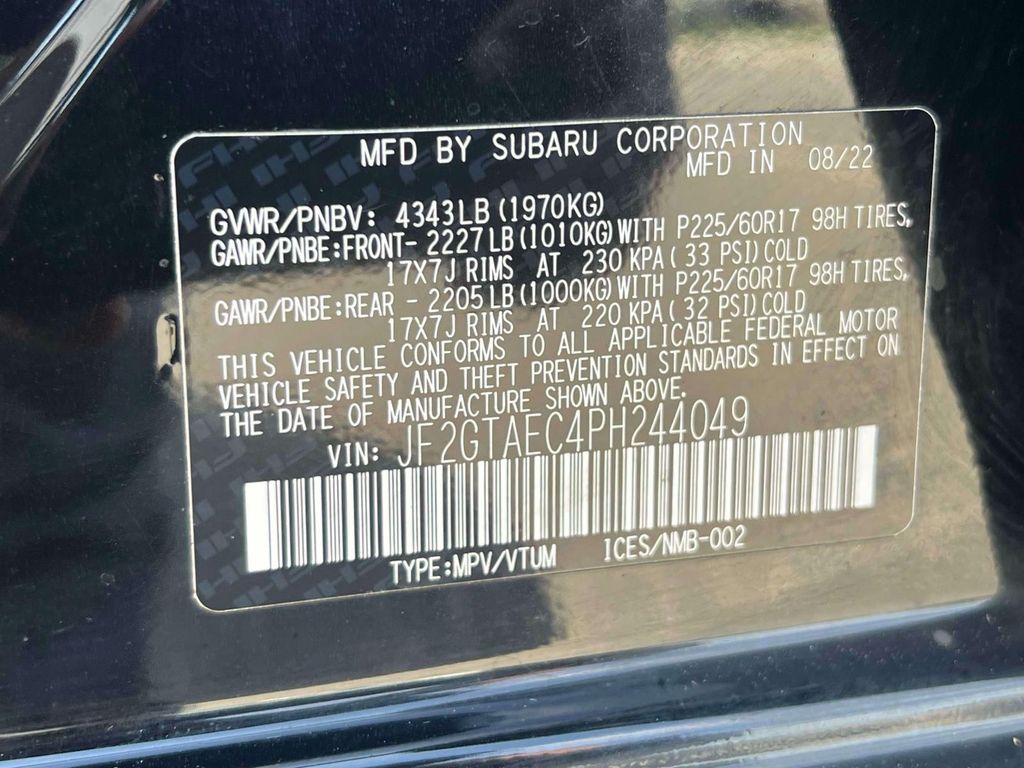 MFD BY SUBARU CORPORATION
MFD IN 08/22
GVWR/PNBV: 4343LB(1970KG)
GAWR/PNBE:FRONT- 2227LB(1010KG)WITH P225/60R17 98H TIRES,
17X7J RIMS AT 230 KPA(33 PSI)COLD
GAWR/PNBE:REAR - 2205LB(1000KG)WITH P225/60R17 98H TIRES,
17X7J RIMS AT 220 KPA(32 PSI)COLD
THIS VEHICLE CONFORMS TO ALL APPLICABLE FEDERAL MOTOR
VEHICLE SAFETY AND THEFT PREVENTION STANDARDS IN EFFECT ON
THE DATE OF MANUFACTURE SHOWN ABOVE.
VIN: JF2GTAEC4PH244049
TYPE:MPV/VTUM ICES/NMB-002